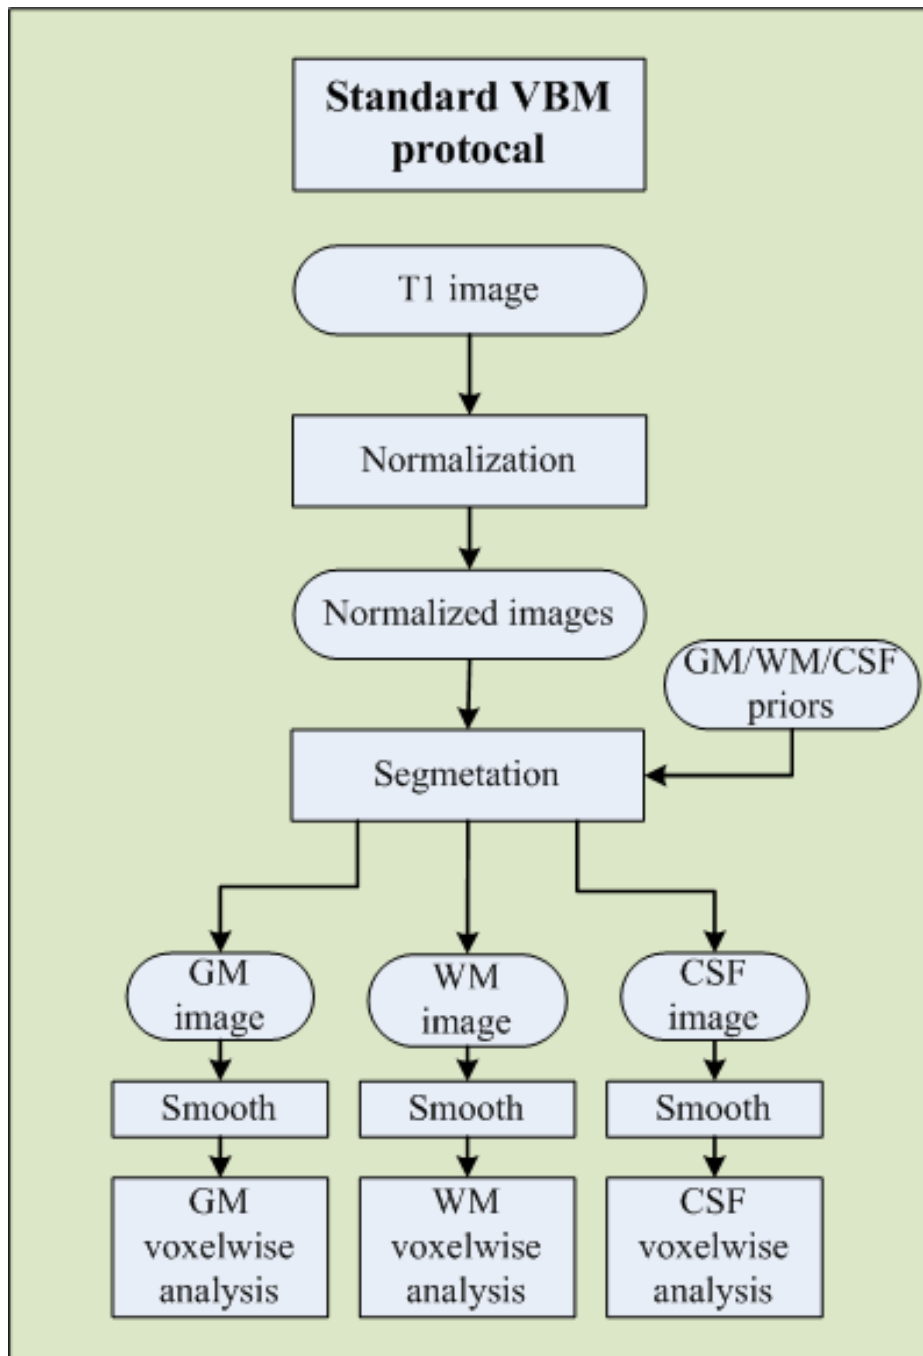 Standard VBM
protocal
T1 image
Normalization
Normalized images
GM/WM/CSF
priors
Segmetation
GM
image
WM
image
CSF
image
Smooth
Smooth
Smooth
GM
voxelwise
analysis
WM
voxelwise
analysis
CSF
voxelwise
analysis